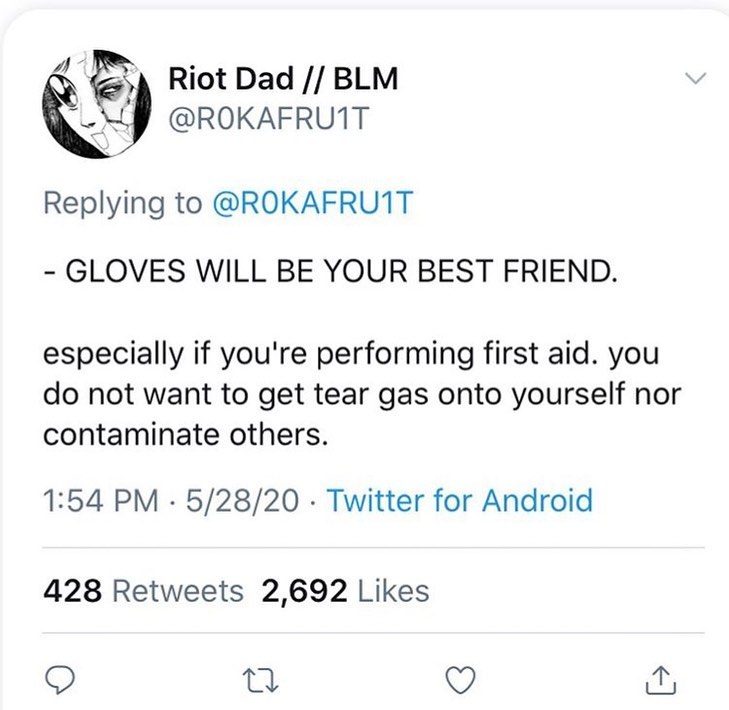 Riot Dad // BLM
@R0KAFRU1T
Replying to @R0KAFRU1T
- GLOVES WILL BE YOUR BEST FRIEND.
especially if you're performing first aid. you
do not want to get tear gas onto yourself nor
contaminate others.
1:54 PM · 5/28/20 · Twitter for Android
428 Retweets 2,692 Likes